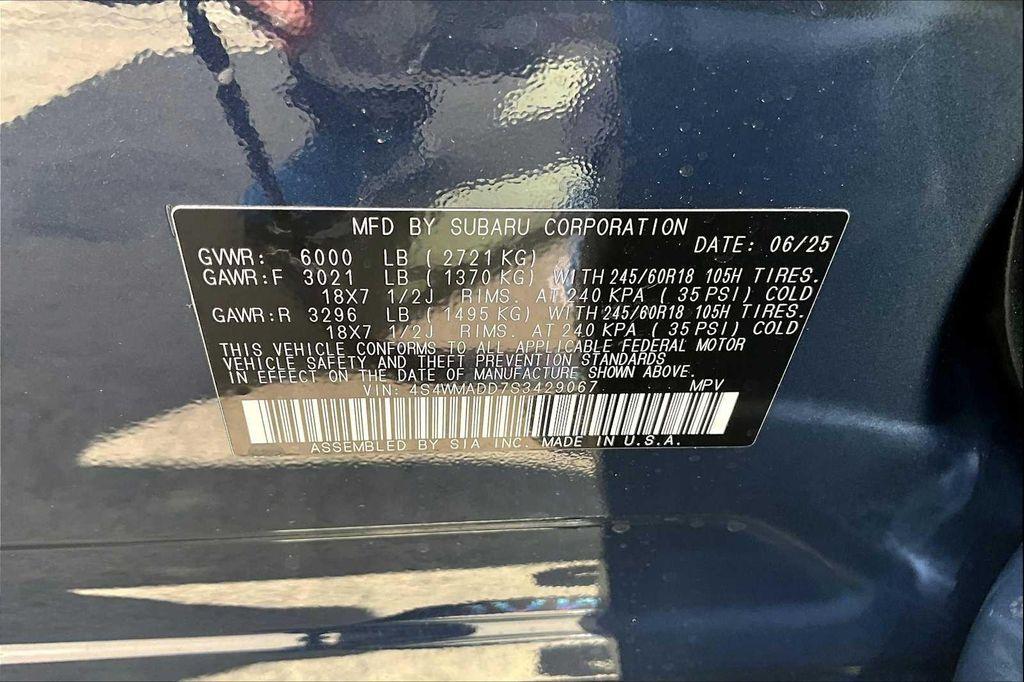 MFD BY SUBARU CORPORATION
DATE: 06/25
GVWR: 6000 LB (2721 KG)
GAWR:F 3021 LB (1370 KG) WITH 245/60R18 105H TIRES.
18X7 1/2J RIMS. AT 240 KPA (35 PSI) COLD
GAWR:R 3296 LB (1495 KG) WITH 245/60R18 105H TIRES.
18X7 1/2J RIMS. AT 240 KPA (35 PSI) COLD
THIS VEHICLE CONFORMS TO ALL APPLICABLE FEDERAL MOTOR
VEHICLE SAFETY AND THEFT PREVENTION STANDARDS
IN EFFECT ON THE DATE OF MANUFACTURE SHOWN ABOVE.
VIN: 4S4WMADD7S3429067 MPV
ASSEMBLED BY SIA INC. MADE IN U.S.A.